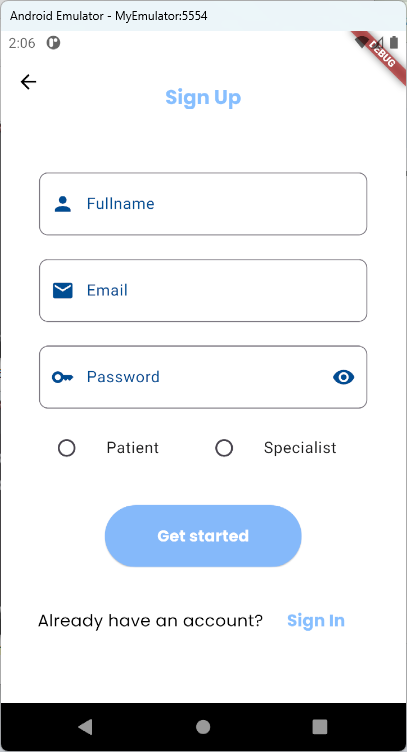 Android Emulator - MyEmulator:5554
2:06
DEBUG
Sign Up
Fullname
Email
Password
Patient Specialist
Get started
Already have an account? Sign In